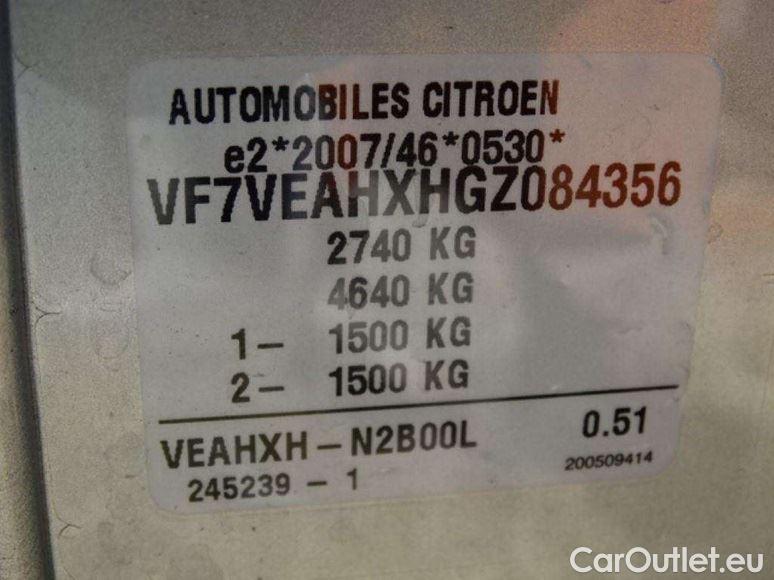 AUTOMOBILES CITROEN
e2*2007/46*0530*
VF7VEAHXHGZ084356
2740 KG
4640 KG
1- 1500 KG
2- 1500 KG
VEAHXH-N2B00L 0.51
245239-1 200509414
CarOutlet.eu